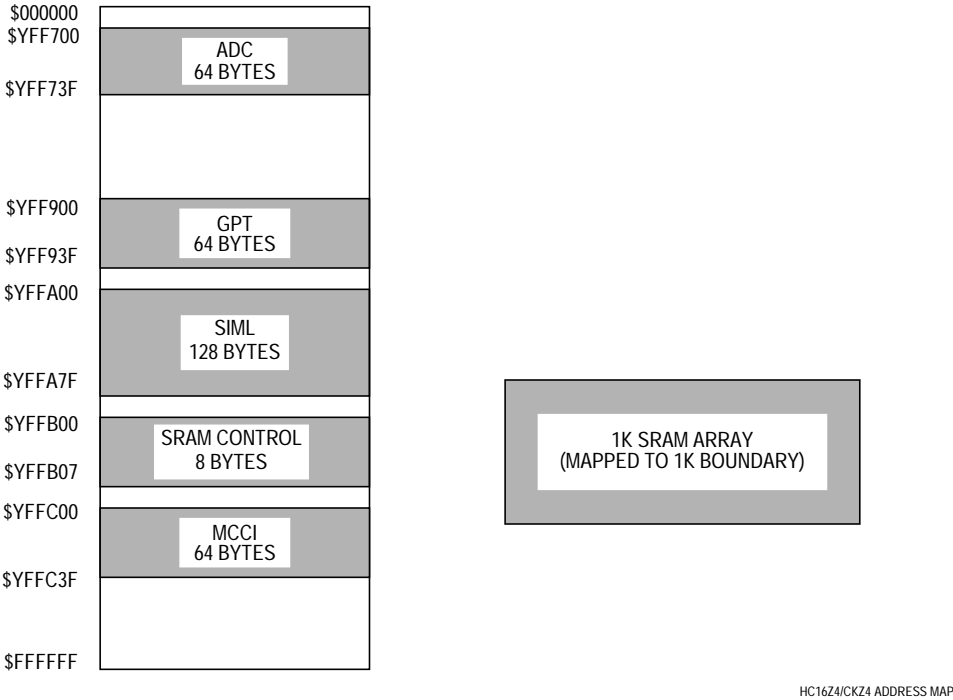 $000000
$YFF700
ADC
64 BYTES
$YFF73F
$YFF900
GPT
64 BYTES
$YFF93F
$YFFA00
SIML
128 BYTES
$YFFA7F
$YFFB00
SRAM CONTROL
8 BYTES
$YFFB07
$YFFC00
MCCI
64 BYTES
$YFFC3F
$FFFFFF
1K SRAM ARRAY
(MAPPED TO 1K BOUNDARY)
HC16Z4/CKZ4 ADDRESS MAP